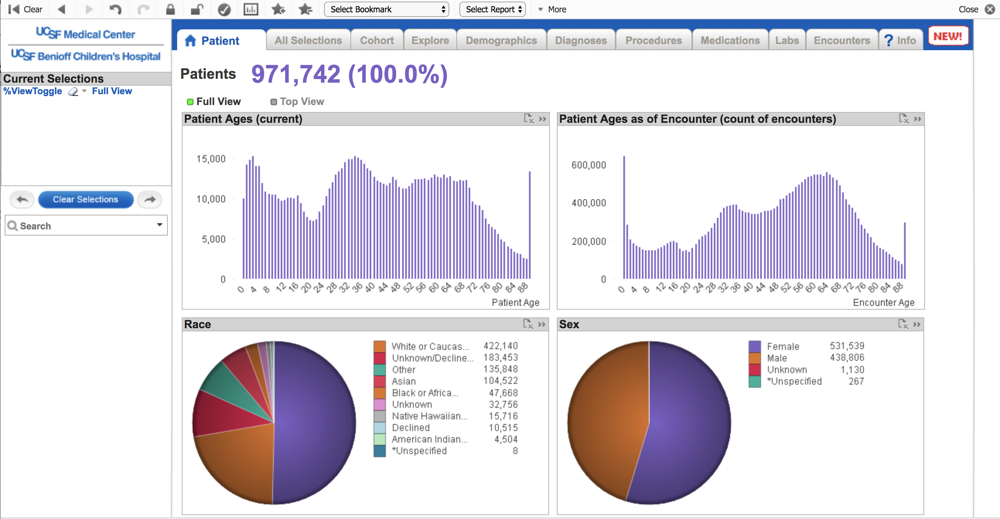 Clear
Select Bookmark
Select Report
More
Close
UCSF Medical Center
UCSF Benioff Children's Hospital
Current Selections
%ViewToggle Full View
Clear Selections
Search
Patient
All Selections
Cohort
Explore
Demographics
Diagnoses
Procedures
Medications
Labs
Encounters
? Info
NEW!
Patients 971,742 (100.0%)
Full View
Top View
Patient Ages (current)
15,000
10,000
5,000
0
0 4 8 12 16 20 24 28 32 36 40 44 48 52 56 60 64 68 72 76 80 84 88
Patient Age
Patient Ages as of Encounter (count of encounters)
600,000
400,000
200,000
0
0 4 8 12 16 20 24 28 32 36 40 44 48 52 56 60 64 68 72 76 80 84 88
Encounter Age
Race
White or Caucas... 422,140
Unknown/Decline... 183,453
Other 135,848
Asian 104,522
Black or Africa... 47,668
Unknown 32,756
Native Hawaiian... 15,716
Declined 10,515
American Indian... 4,504
*Unspecified 8
Sex
Female 531,539
Male 438,806
Unknown 1,130
*Unspecified 267